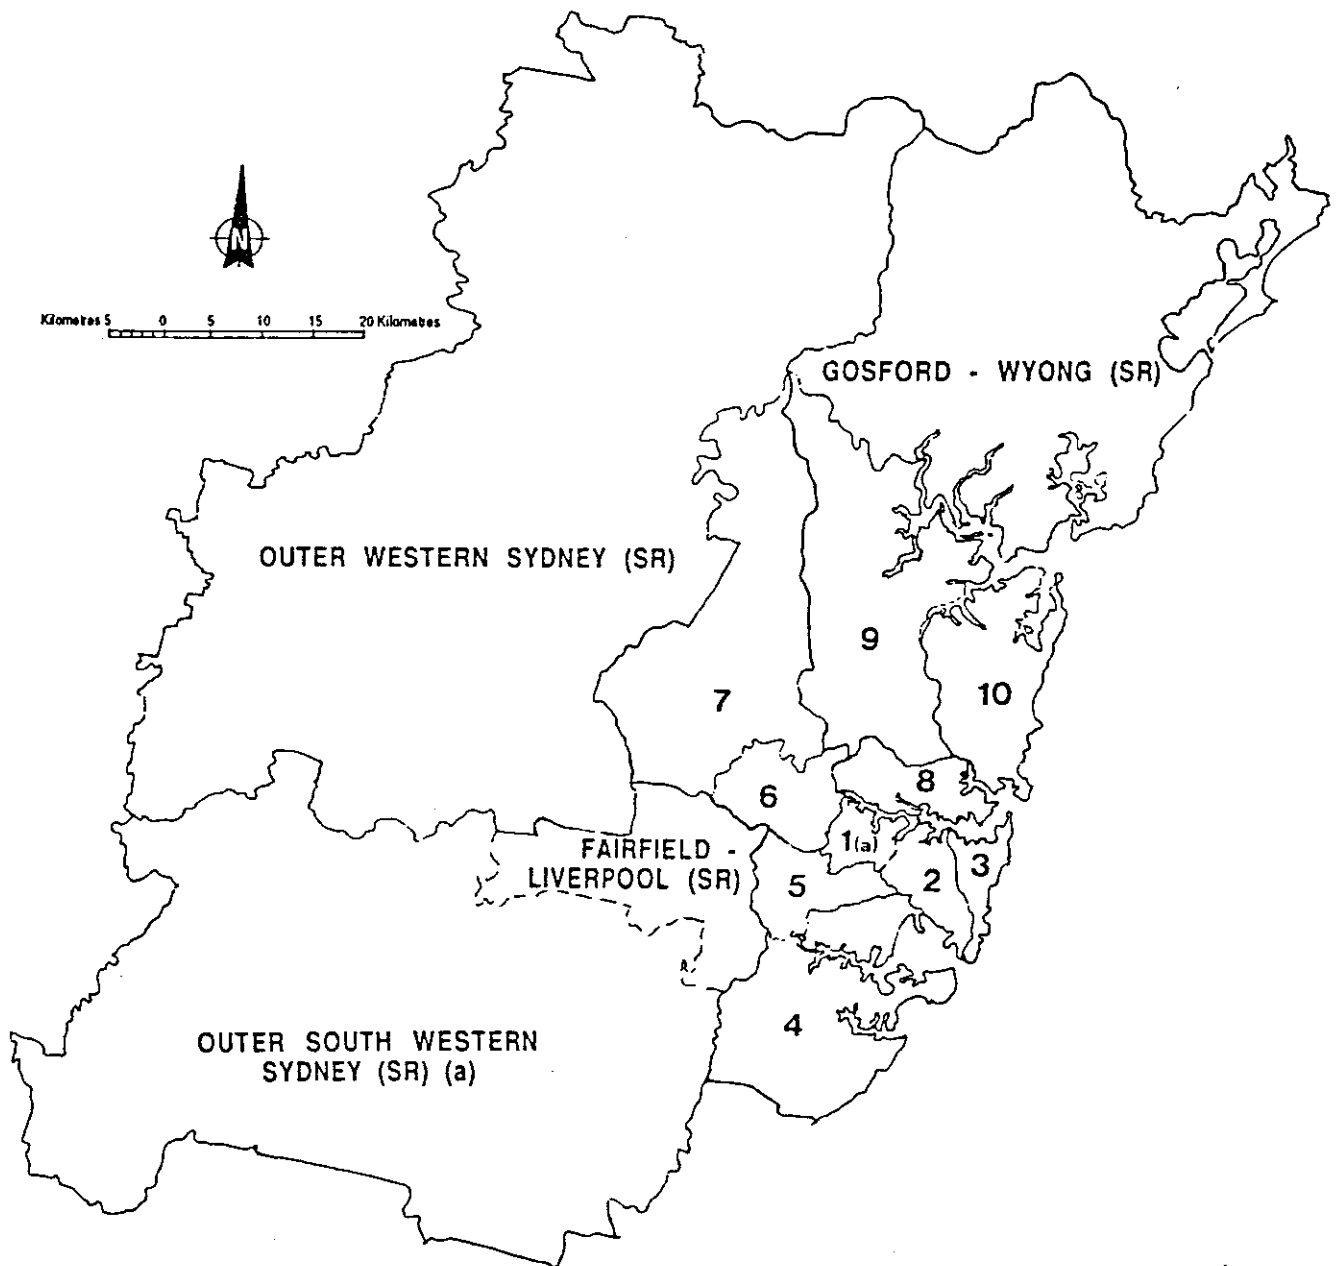 N
Kilometres 5 0 5 10 15 20 Kilometres
GOSFORD - WYONG (SR)
OUTER WESTERN SYDNEY (SR)
9
10
7
8
6
1(a)
FAIRFIELD -
LIVERPOOL (SR)
3
2
5
4
OUTER SOUTH WESTERN
SYDNEY (SR) (a)